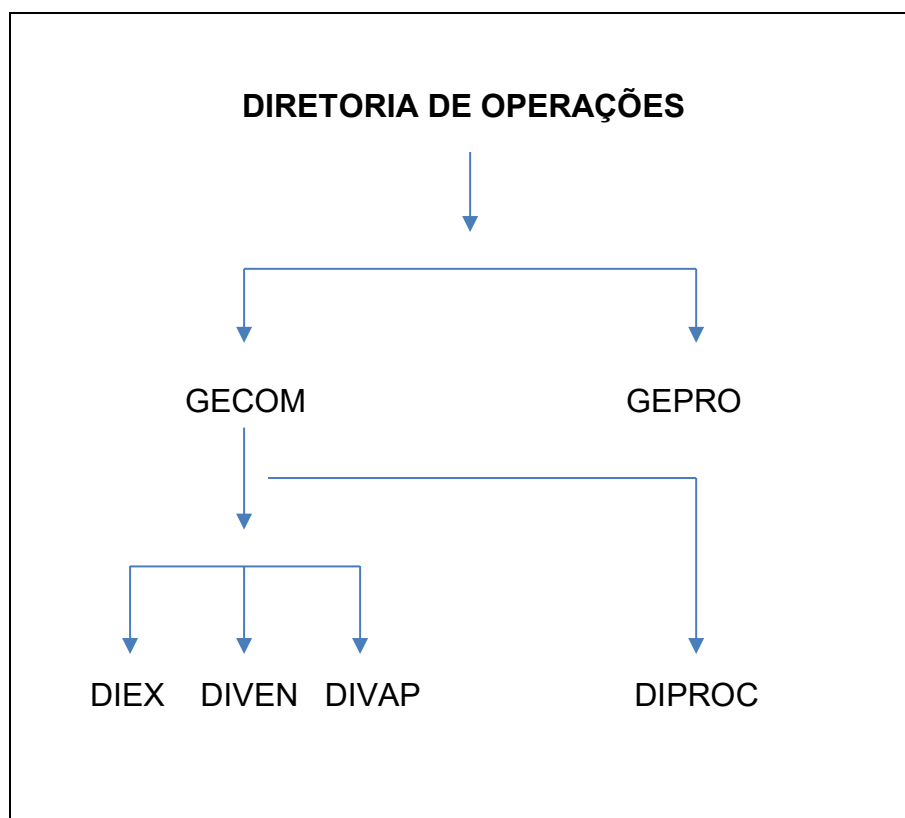 DIRETORIA DE OPERAÇÕES
GECOM GEPRO
DIEX DIVEN DIVAP DIPROC